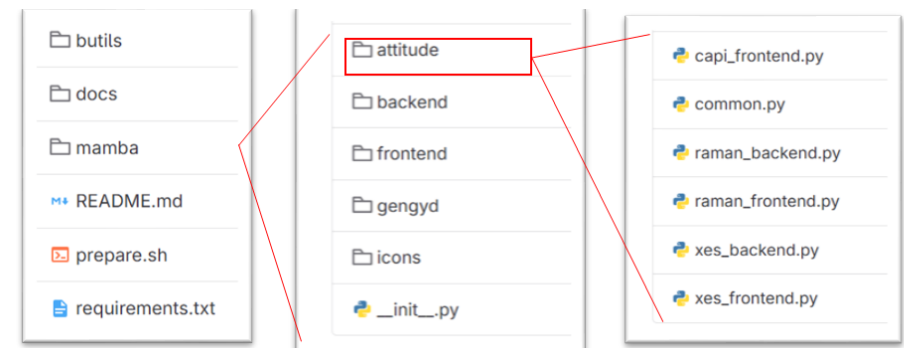 butils
docs
mamba
README.md
prepare.sh
requirements.txt
attitude
backend
frontend
gengyd
icons
__init__.py
capi_frontend.py
common.py
raman_backend.py
raman_frontend.py
xes_backend.py
xes_frontend.py